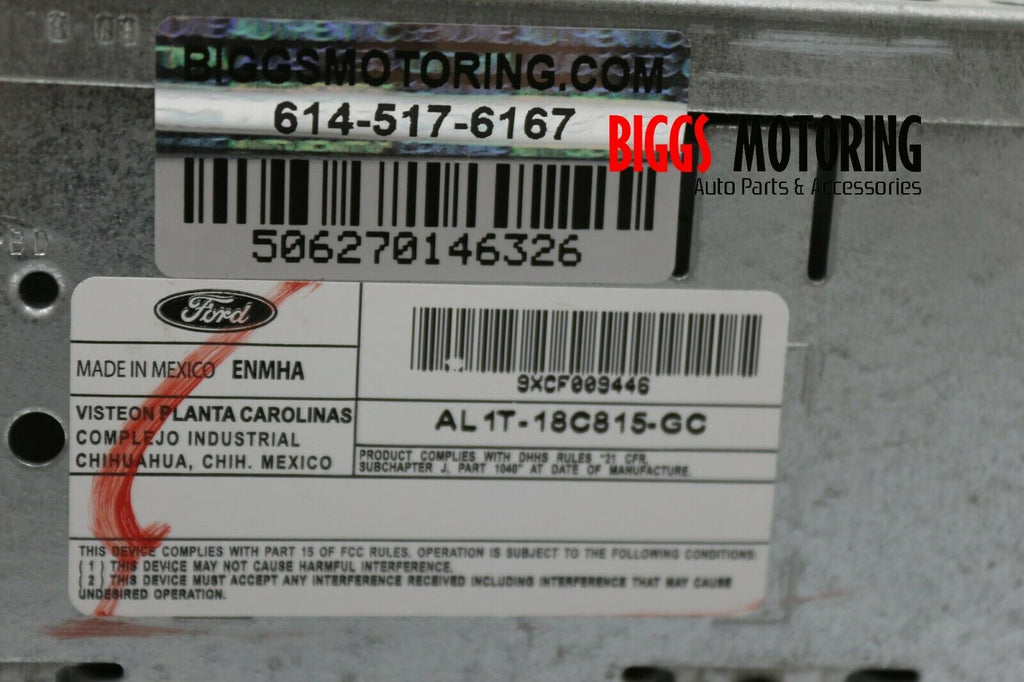 BIGGSMOTORING.COM
614-517-6167
BIGGS MOTORING
Auto Parts & Accessories
506270146326
Ford
MADE IN MEXICO ENMHA
9XCF009446
VISTEON PLANTA CAROLINAS
COMPLEJO INDUSTRIAL
CHIHUAHUA, CHIH. MEXICO
AL1T-18C815-GC
PRODUCT COMPLIES WITH DHHS RULES "21 CFR,
SUBCHAPTER J, PART 1040" AT DATE OF MANUFACTURE.
THIS DEVICE COMPLIES WITH PART 15 OF FCC RULES. OPERATION IS SUBJECT TO THE FOLLOWING CONDITIONS:
(1) THIS DEVICE MAY NOT CAUSE HARMFUL INTERFERENCE.
(2) THIS DEVICE MUST ACCEPT ANY INTERFERENCE RECEIVED INCLUDING INTERFERENCE THAT MAY CAUSE
UNDESIRED OPERATION.